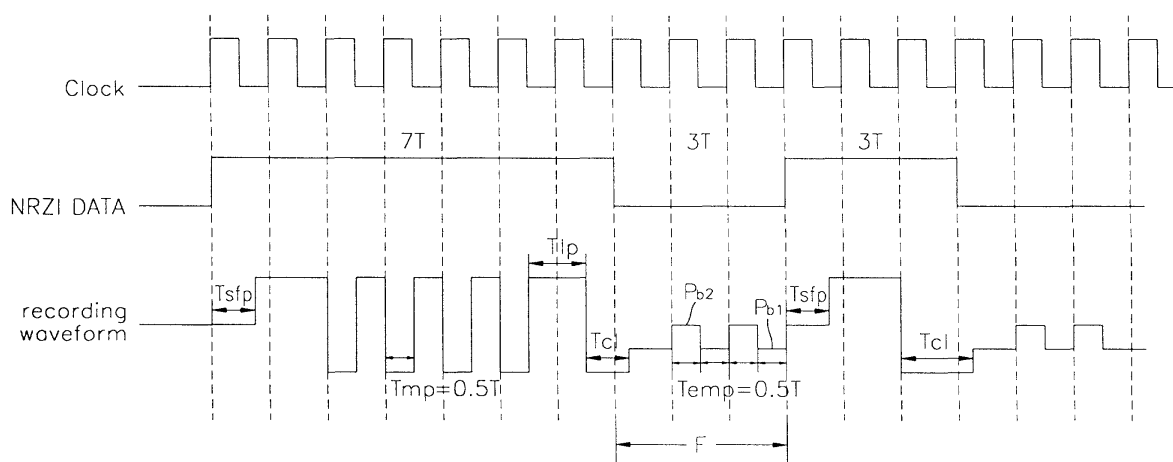 Clock
7T
3T
3T
NRZI DATA
Tlp
Tsfp
Pb2
Pb1
Tsfp
recording
waveform
Tcl
Tcl
Tmp=0.5T
Temp=0.5T
F